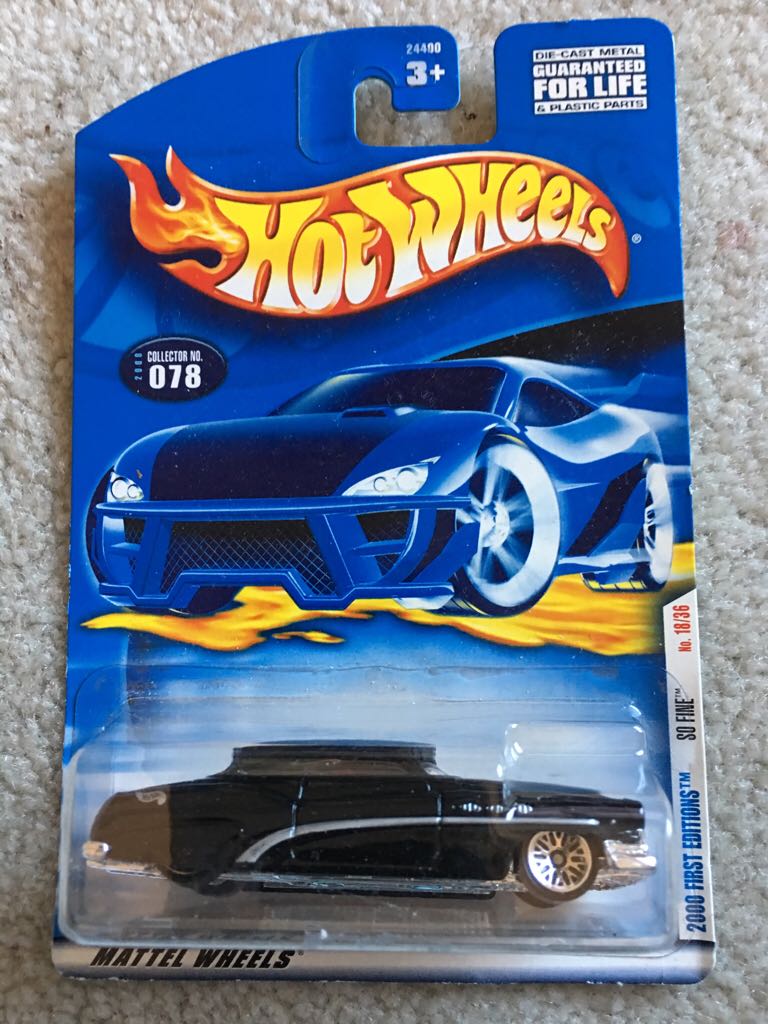 24400
3+
DIE-CAST METAL
GUARANTEED
FOR LIFE
& PLASTIC PARTS
HOT WHEELS®
2000
COLLECTOR NO.
078
No. 18/36
SO FINE™
2000 FIRST EDITIONS™
MATTEL WHEELS®